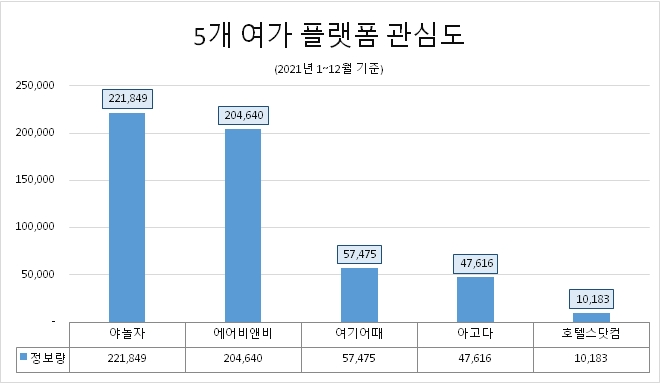 5개 여가 플랫폼 관심도
(2021년 1~12월 기준)
250,000
200,000
150,000
100,000
50,000
-
221,849
204,640
57,475
47,616
10,183
야놀자 에어비앤비 여기어때 아고다 호텔스닷컴
정보량 221,849 204,640 57,475 47,616 10,183